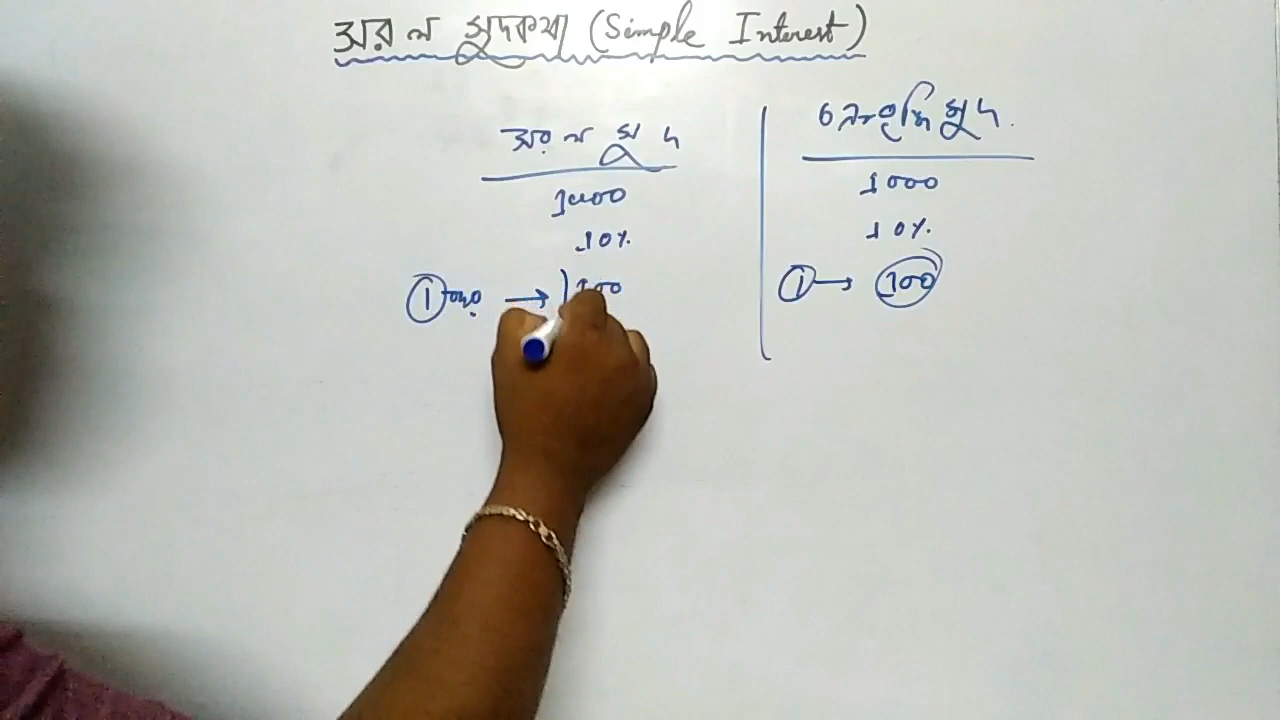 সরল সুদকষা (Simple Interest)
সরল সুদ
1000
10%
① বছর → 100
চক্রবৃদ্ধি সুদ.
1000
10%
① → 100